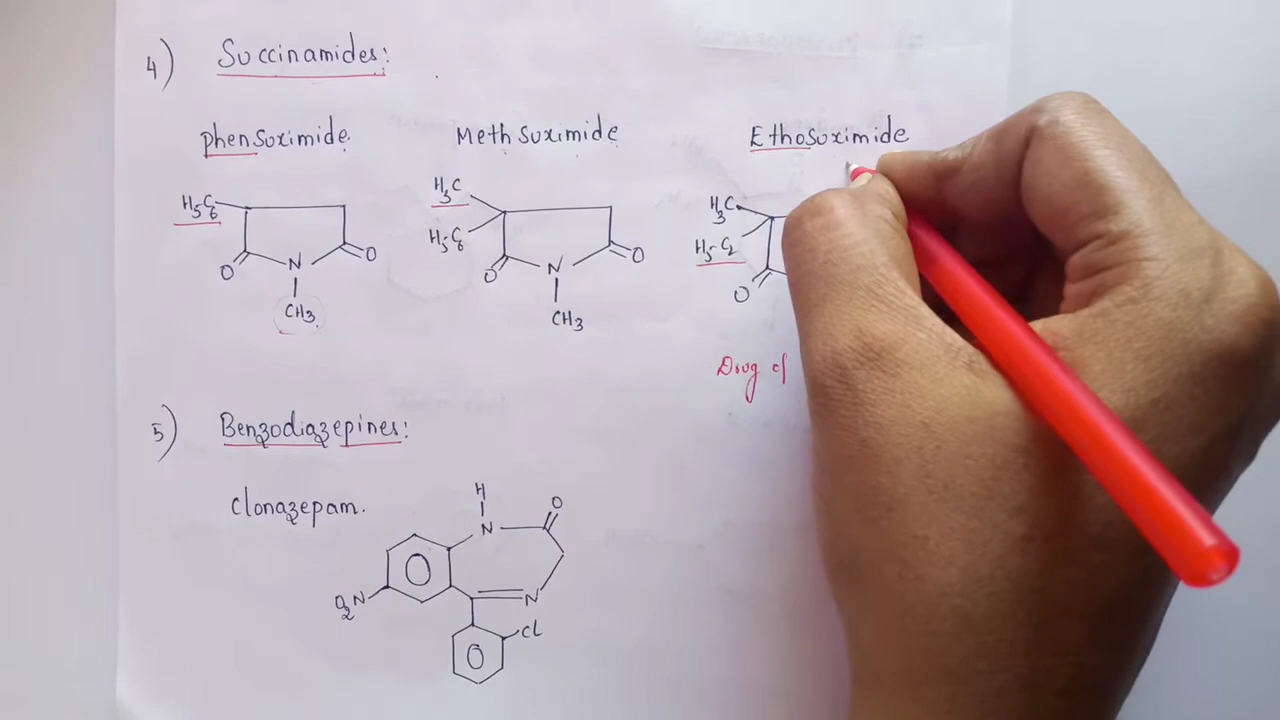 4) Succinamides:
Phensuximide. Methsuximide Ethosuximide
H5C6 H3C H3C
H5C6 H5C2
O N O O N O O
CH3 CH3
Drug of
5) Benzodiazepines:
Clonazepam.
H
N O
O2N N
Cl